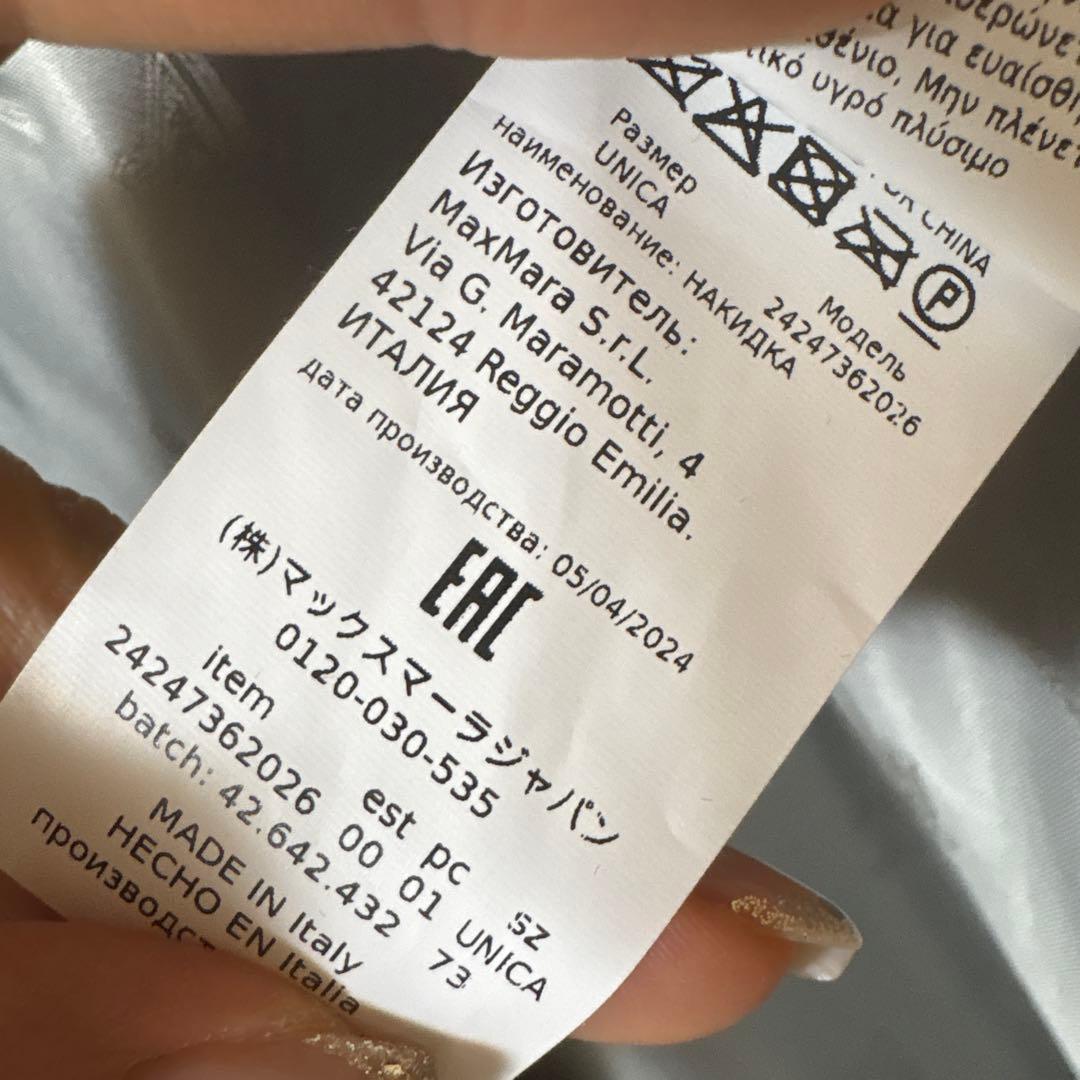 για ευαίσθη
Μην πλένετ
υγρό πλύσιμο
CHINA
Размер
UNICA
Модель
24247362026
наименование: НАКИДКА
Изготовитель:
MaxMara S.r.L.
Via G. Maramotti, 4
42124 Reggio Emilia.
ИТАЛИЯ
дата производства: 05/04/2024
EAC
(株)マックスマーラジャパン
0120-030-535
item est pc sz
24247362026 00 01 UNICA
batch: 42.642.432 73
MADE IN Italy
HECHO EN Italia